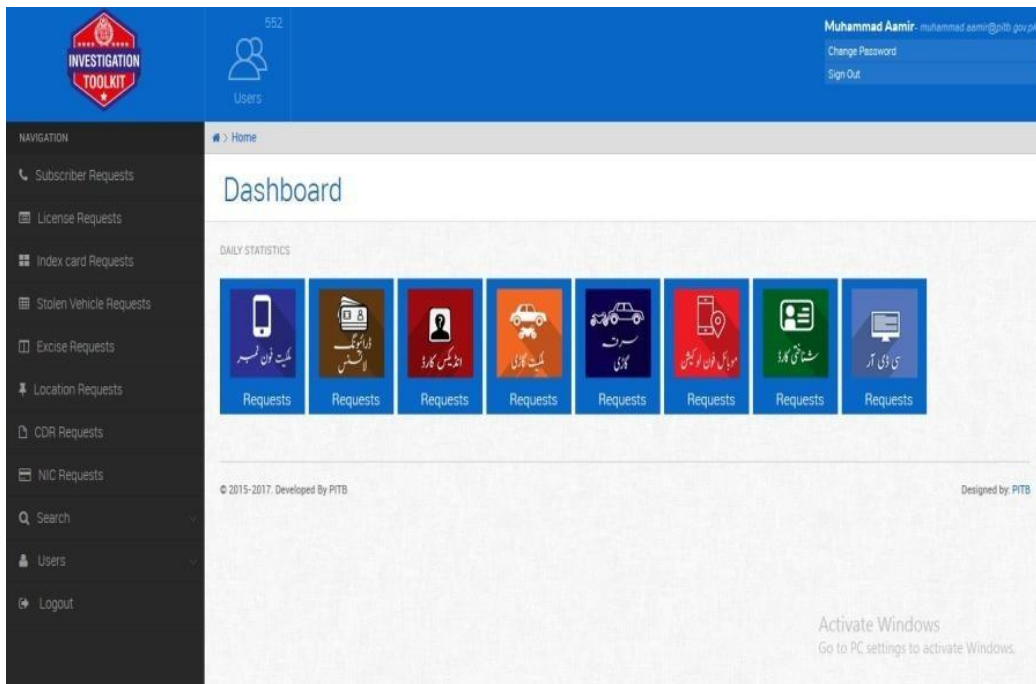 INVESTIGATION
TOOLKIT
552
Users
Muhammad Aamir- muhammad.aamir@pitb.gov.pk
Change Password
Sign Out
NAVIGATION
> Home
Subscriber Requests
License Requests
Index card Requests
Stolen Vehicle Requests
Excise Requests
Location Requests
CDR Requests
NIC Requests
Search
Users
Logout
Dashboard
DAILY STATISTICS
ملکیت فون نمبر
Requests
ڈرائیونگ
لائسنس
Requests
انڈیکس کارڈ
Requests
ملکیت گاڑی
Requests
سرقہ
گاڑی
Requests
موبائل فون لوکیشن
Requests
شناختی کارڈ
Requests
سی ڈی آر
Requests
© 2015-2017. Developed By PITB
Designed by: PITB
Activate Windows
Go to PC settings to activate Windows.